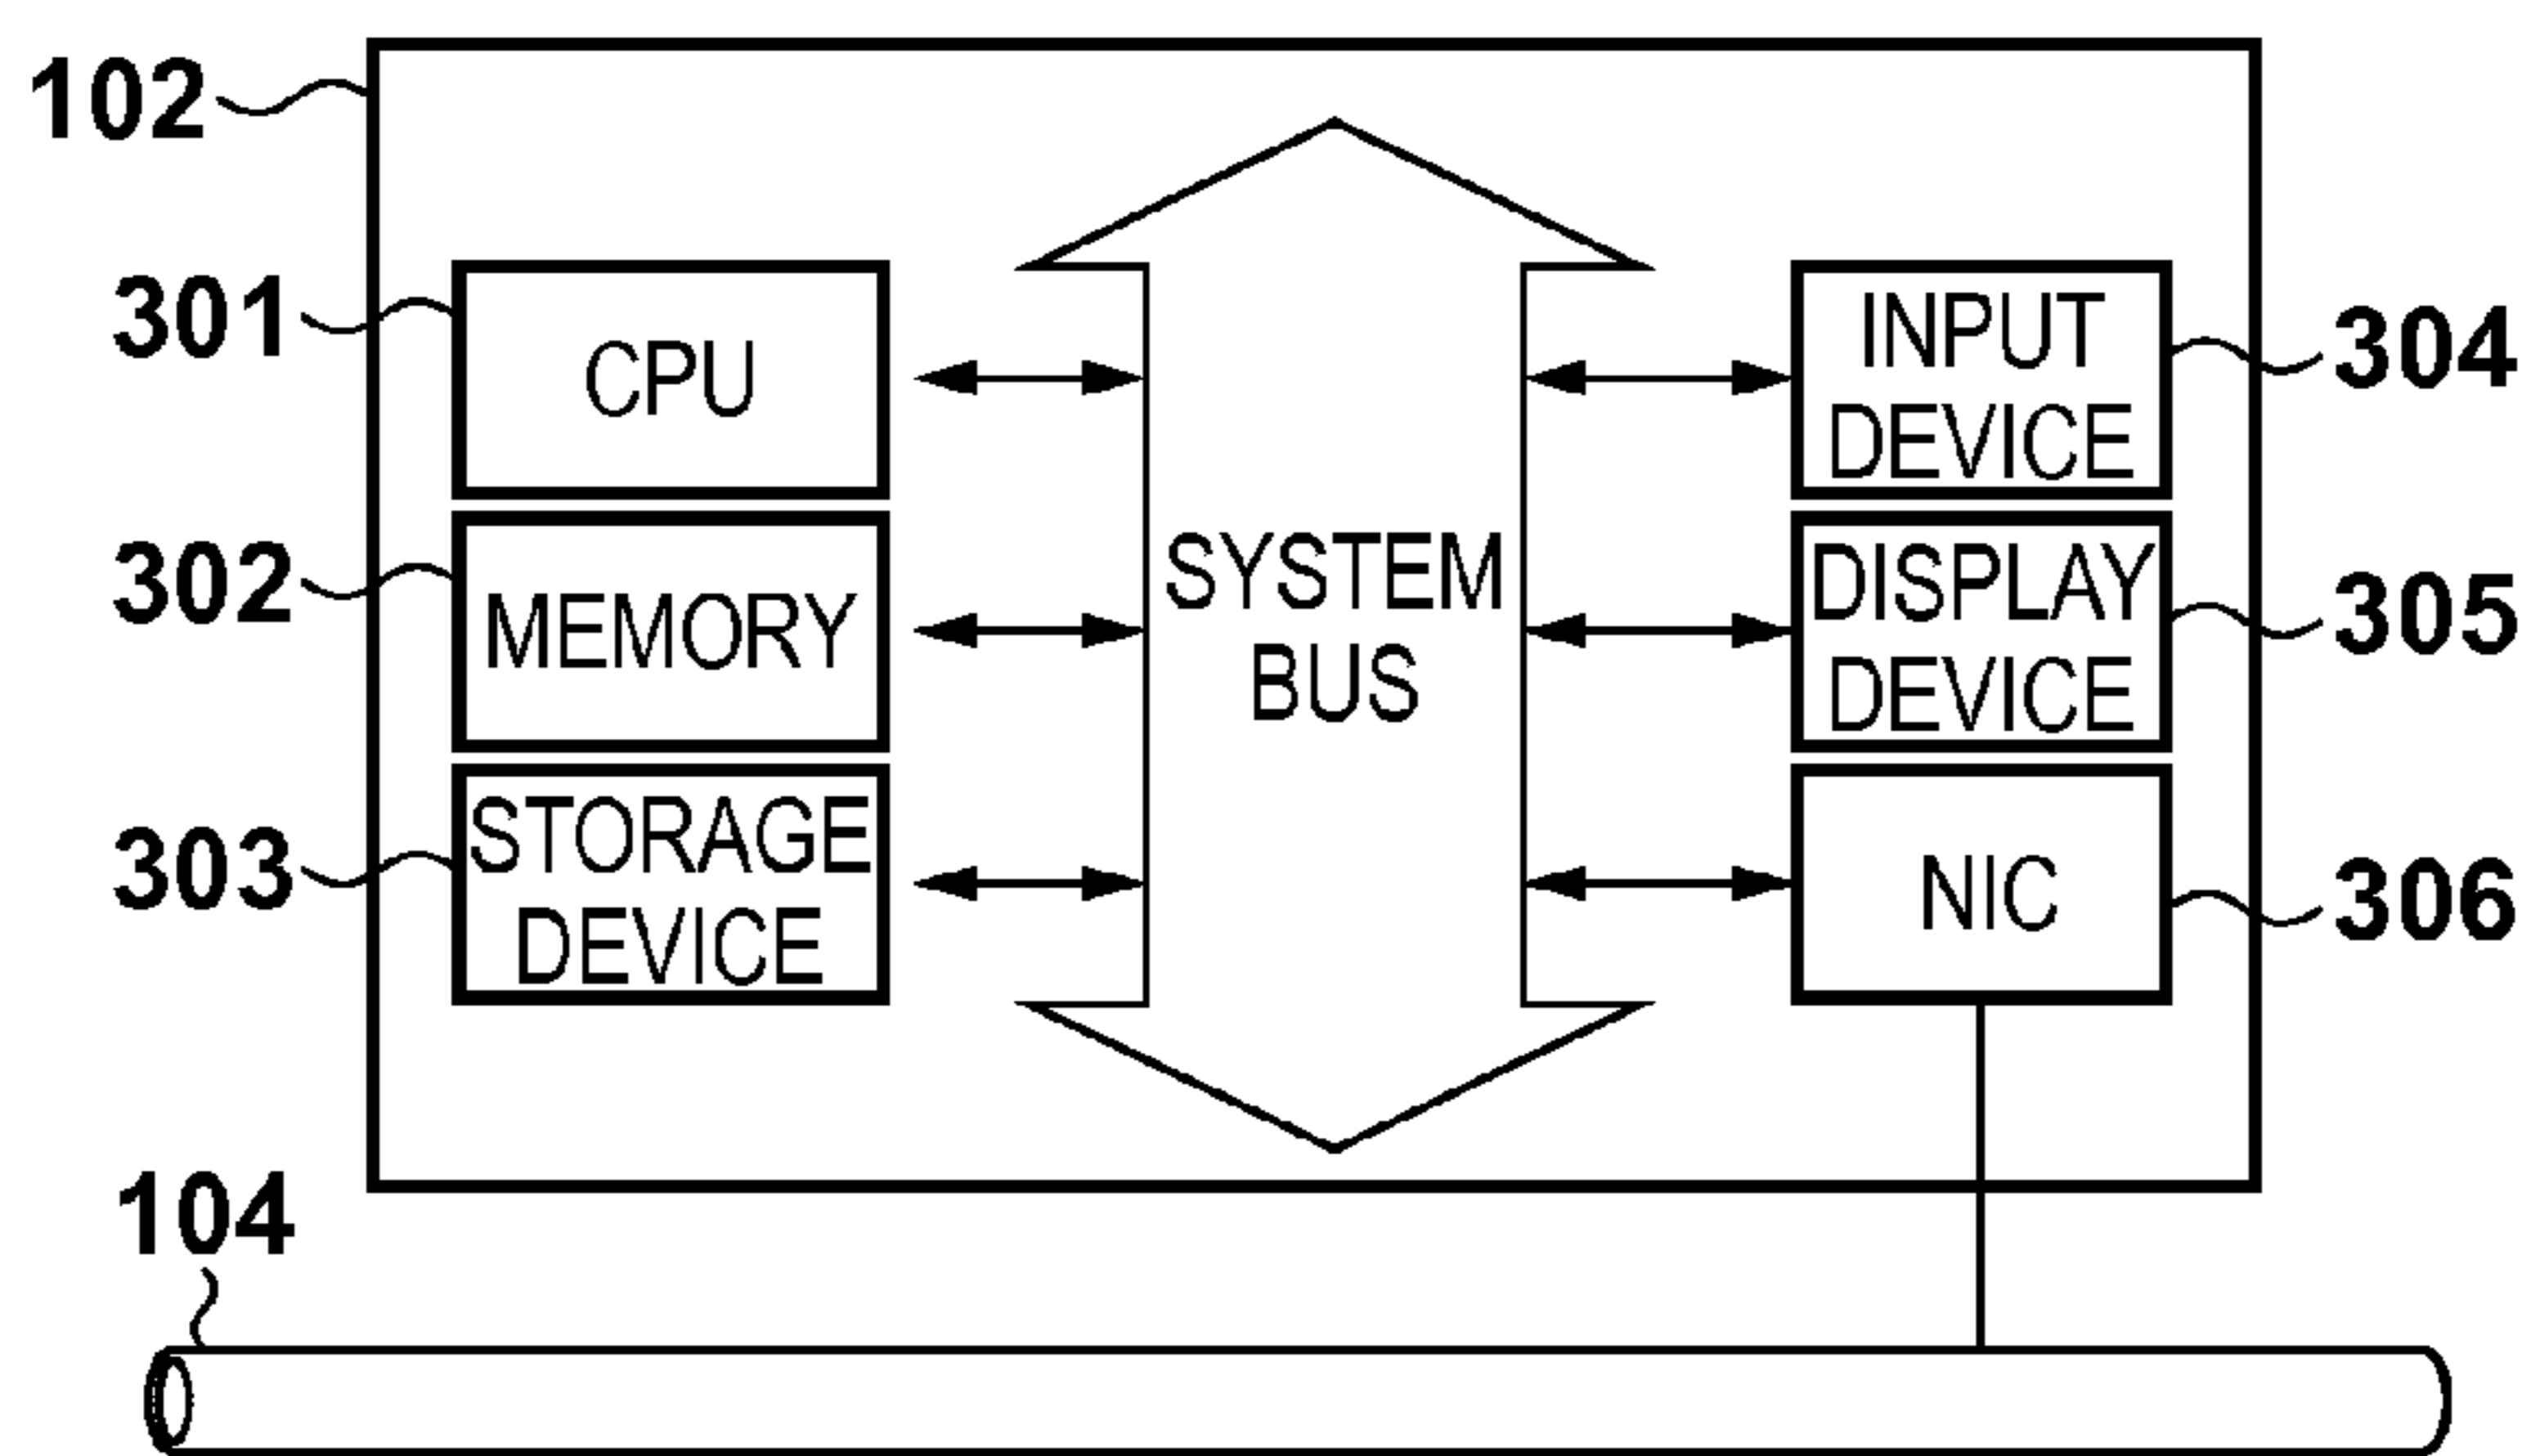 102
301
CPU
302
MEMORY
303
STORAGE
DEVICE
SYSTEM
BUS
INPUT
DEVICE
304
DISPLAY
DEVICE
305
NIC
306
104